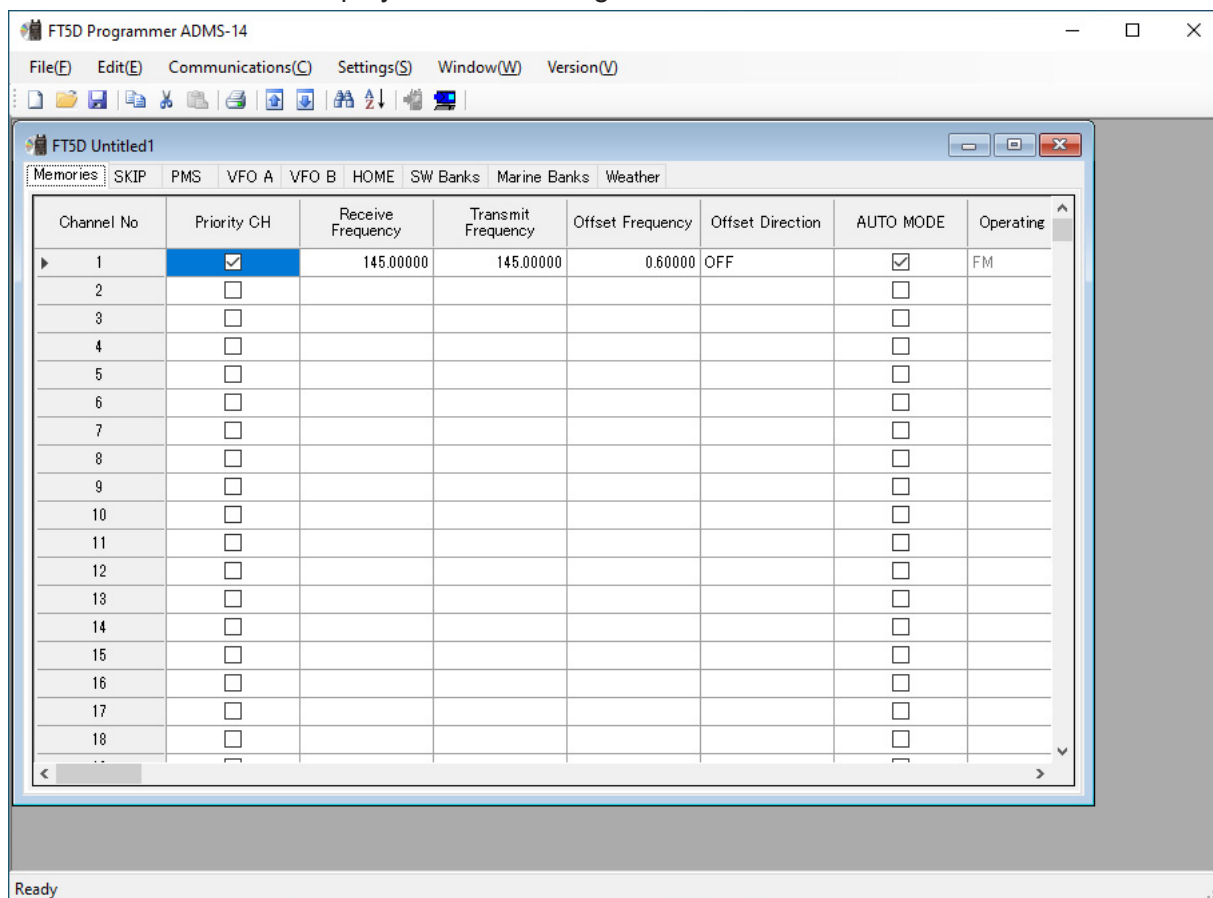 FT5D Programmer ADMS-14
File(F) Edit(E) Communications(C) Settings(S) Window(W) Version(V)
FT5D Untitled1
Memories SKIP PMS VFO A VFO B HOME SW Banks Marine Banks Weather
Channel No Priority CH Receive Frequency Transmit Frequency Offset Frequency Offset Direction AUTO MODE Operating
1 145.00000 145.00000 0.60000 OFF FM
2
3
4
5
6
7
8
9
10
11
12
13
14
15
16
17
18
Ready